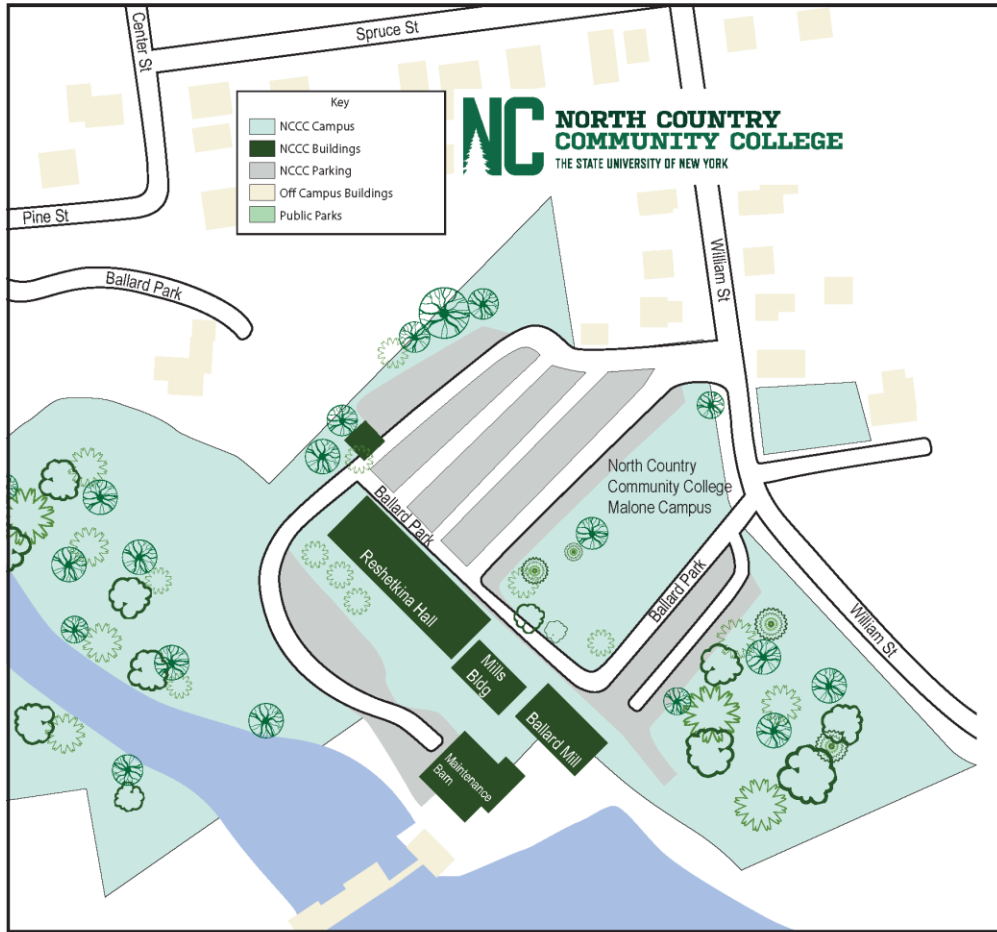 Center St
Spruce St
Key
NCCC Campus
NCCC Buildings
NCCC Parking
Off Campus Buildings
Public Parks
NC
NORTH COUNTRY
COMMUNITY COLLEGE
THE STATE UNIVERSITY OF NEW YORK
Pine St
Ballard Park
William St
North Country
Community College
Malone Campus
Ballard Park
Reshetkina Hall
Ballard Park
William St
Mills
Bldg
Ballard Mill
Maintenance
Barn